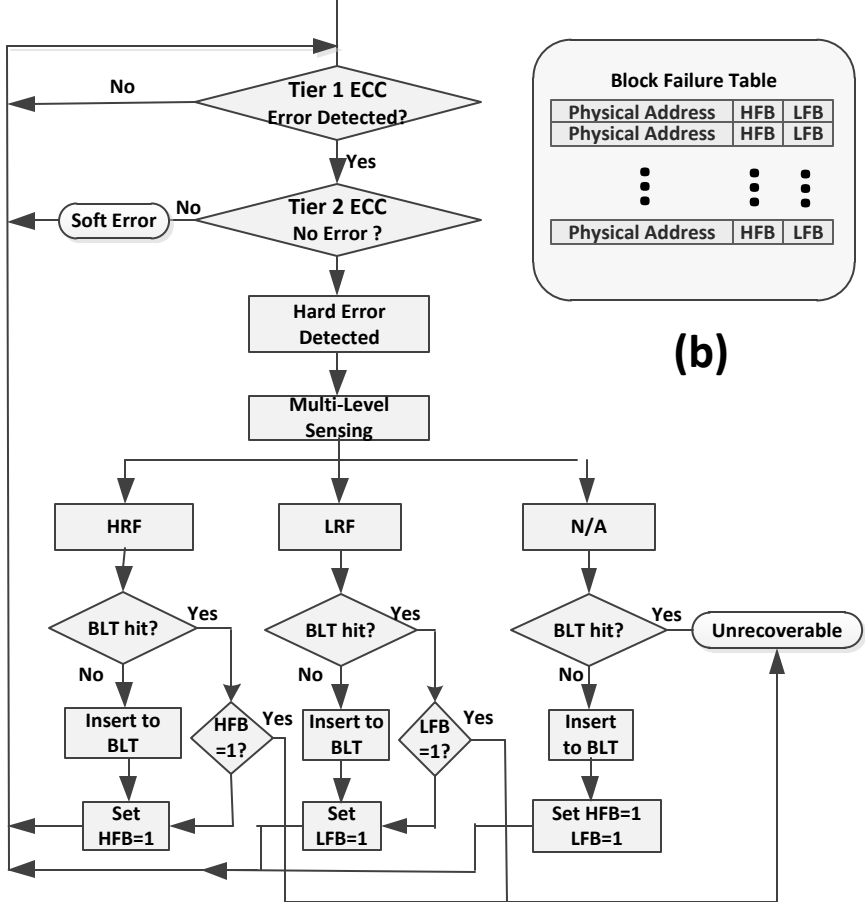 Tier 1 ECC
Error Detected?
No
Yes
Tier 2 ECC
No Error ?
No
Soft Error
Hard Error
Detected
Multi-Level
Sensing
HRF
LRF
N/A
BLT hit?
Yes
No
BLT hit?
Yes
No
BLT hit?
Yes
No
Unrecoverable
Insert to
BLT
HFB
=1?
Yes
Insert to
BLT
LFB
=1?
Yes
Insert
to BLT
Set
HFB=1
Set
LFB=1
Set HFB=1
LFB=1
Block Failure Table
Physical Address HFB LFB
Physical Address HFB LFB
Physical Address HFB LFB
(b)